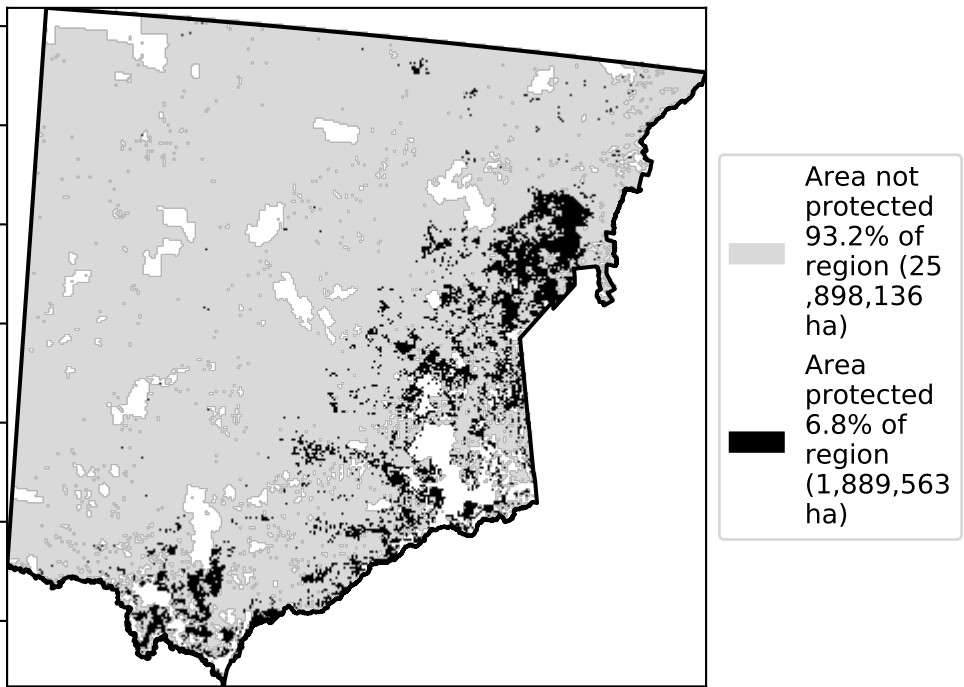 Area not
protected
93.2% of
region (25
,898,136
ha)
Area
protected
6.8% of
region
(1,889,563
ha)